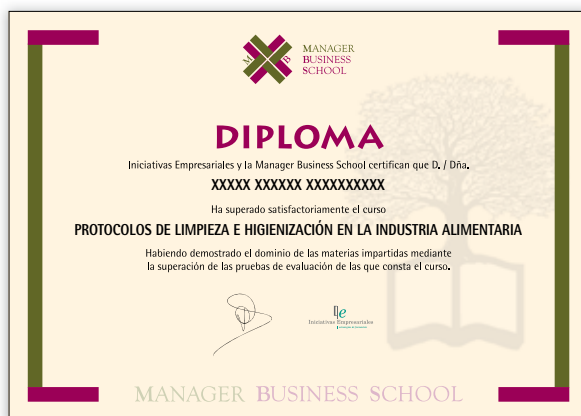 M B
MANAGER
BUSINESS
SCHOOL
DIPLOMA
Iniciativas Empresariales y la Manager Business School certifican que D. / Dña.
XXXXX XXXXXX XXXXXXXXXX
Ha superado satisfactoriamente el curso
PROTOCOLOS DE LIMPIEZA E HIGIENIZACIÓN EN LA INDUSTRIA ALIMENTARIA
Habiendo demostrado el dominio de las materias impartidas mediante
la superación de las pruebas de evaluación de las que consta el curso.
Ie
Iniciativas Empresariales
MANAGER BUSINESS SCHOOL